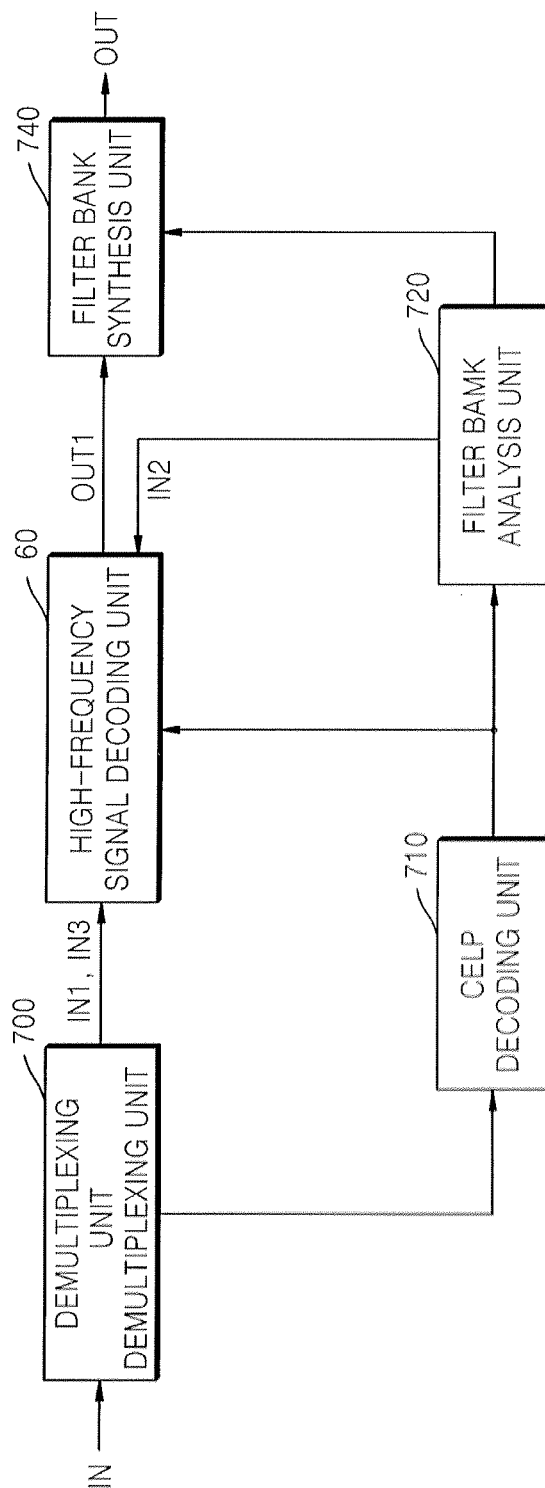 IN
700
DEMULTIPLEXING
UNIT
DEMULTIPLEXING UNIT
IN1, IN3
60
HIGH-FREQUENCY
SIGNAL DECODING UNIT
OUT1
IN2
740
FILTER BANK
SYNTHESIS UNIT
OUT
710
CELP
DECODING UNIT
720
FILTER BAMK
ANALYSIS UNIT